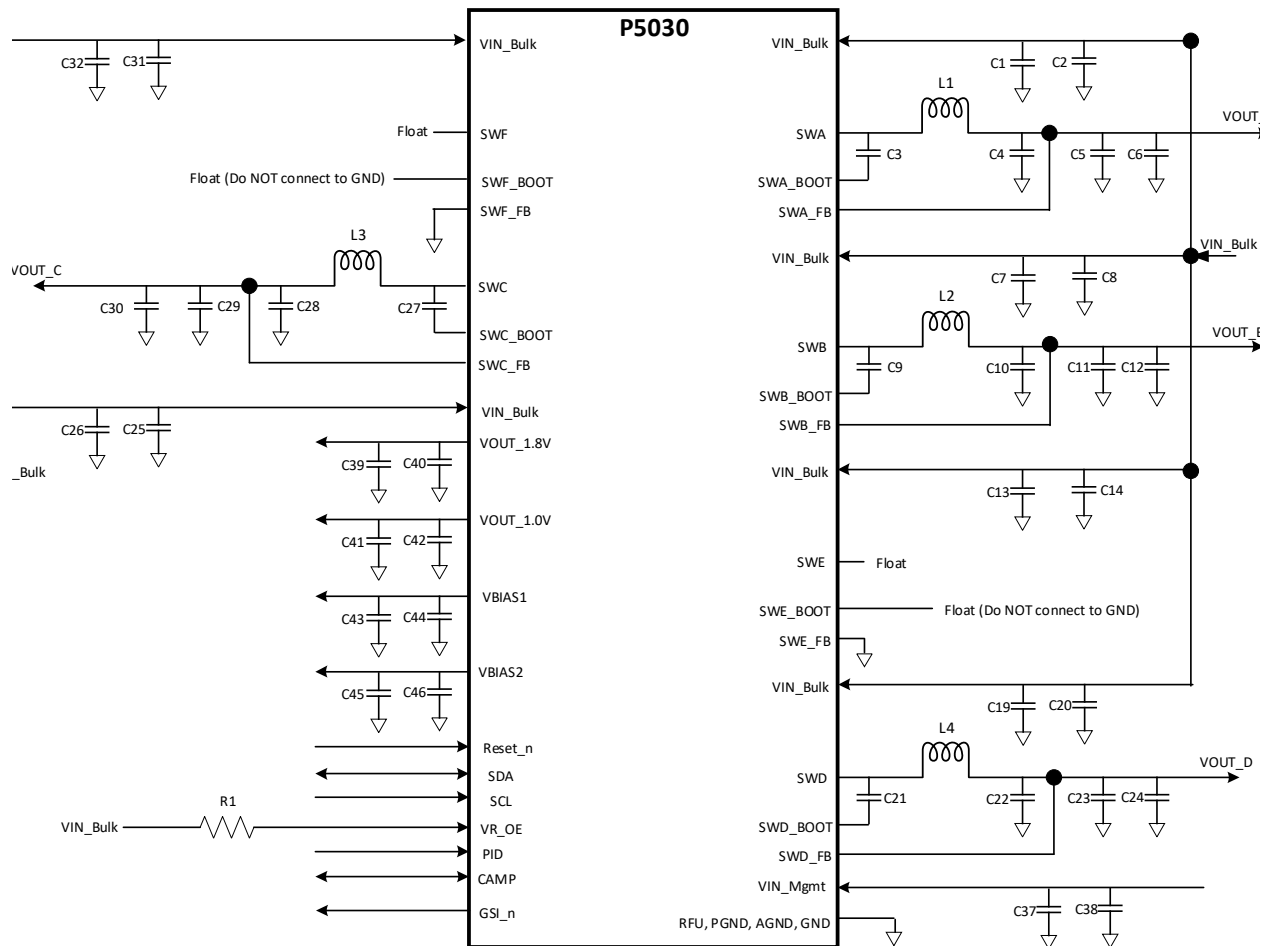 P5030
VIN_Bulk
C32
C31
Float
SWF
Float (Do NOT connect to GND)
SWF_BOOT
SWF_FB
L3
VOUT_C
SWC
C30
C29
C28
C27
SWC_BOOT
SWC_FB
VIN_Bulk
C26
C25
_Bulk
VOUT_1.8V
C39
C40
VOUT_1.0V
C41
C42
VBIAS1
C43
C44
VBIAS2
C45
C46
Reset_n
SDA
SCL
R1
VIN_Bulk
VR_OE
PID
CAMP
GSI_n
VIN_Bulk
C1
C2
L1
VOUT_
SWA
C3
C4
C5
C6
SWA_BOOT
SWA_FB
VIN_Bulk
VIN_Bulk
C7
C8
L2
VOUT_B
SWB
C9
C10
C11
C12
SWB_BOOT
SWB_FB
VIN_Bulk
C13
C14
SWE
Float
SWE_BOOT
Float (Do NOT connect to GND)
SWE_FB
VIN_Bulk
C19
C20
L4
VOUT_D
SWD
C21
C22
C23
C24
SWD_BOOT
SWD_FB
VIN_Mgmt
C37
C38
RFU, PGND, AGND, GND